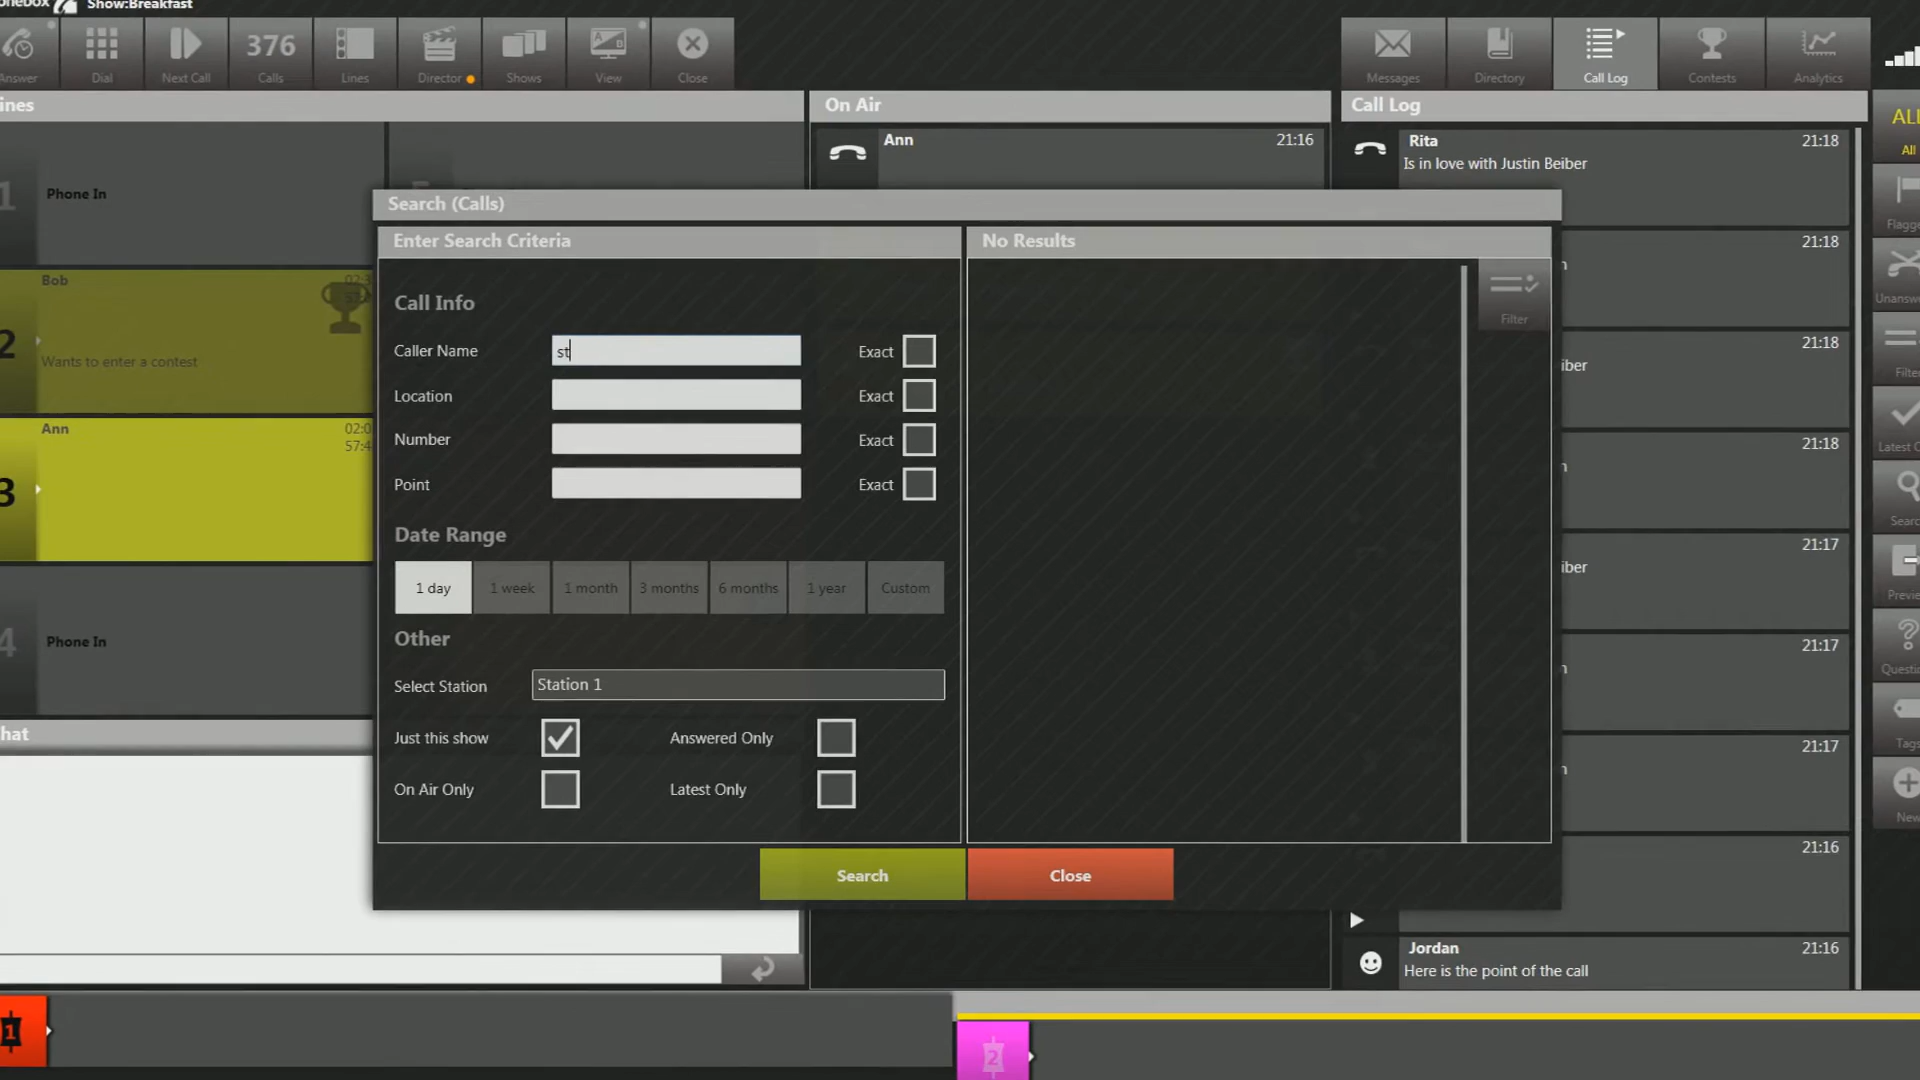 Show:Breakfast
Answer
Dial
Next Call
376
Calls
Lines
Director
Shows
View
Close
Messages
Directory
Call Log
Contests
Analytics
On Air
Call Log
Phone In
Ann 21:16
Rita 21:18
Is in love with Justin Beiber
All
Search (Calls)
Enter Search Criteria
No Results
21:18
Bob
2
Wants to enter a contest
Call Info
Caller Name st Exact
Location Exact
Number Exact
Point Exact
Filter
21:18
Ann
3
21:18
Date Range
1 day
1 week
1 month
3 months
6 months
1 year
Custom
21:17
4
Phone In
Other
Select Station Station 1
21:17
Just this show
Answered Only
21:17
On Air Only
Latest Only
21:16
Search
Close
Jordan 21:16
Here is the point of the call
1
2